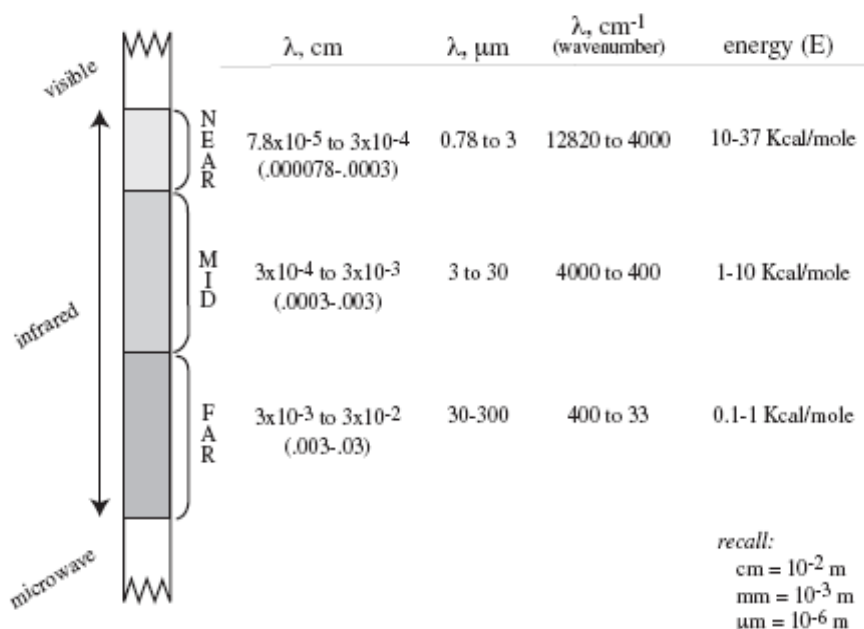 λ, cm λ, μm λ, cm-1 energy (E)
(wavenumber)
visible
NEAR
7.8x10-5 to 3x10-4 0.78 to 3 12820 to 4000 10-37 Kcal/mole
(.000078-.0003)
infrared
MID
3x10-4 to 3x10-3 3 to 30 4000 to 400 1-10 Kcal/mole
(.0003-.003)
FAR
3x10-3 to 3x10-2 30-300 400 to 33 0.1-1 Kcal/mole
(.003-.03)
microwave
recall:
cm = 10-2 m
mm = 10-3 m
μm = 10-6 m